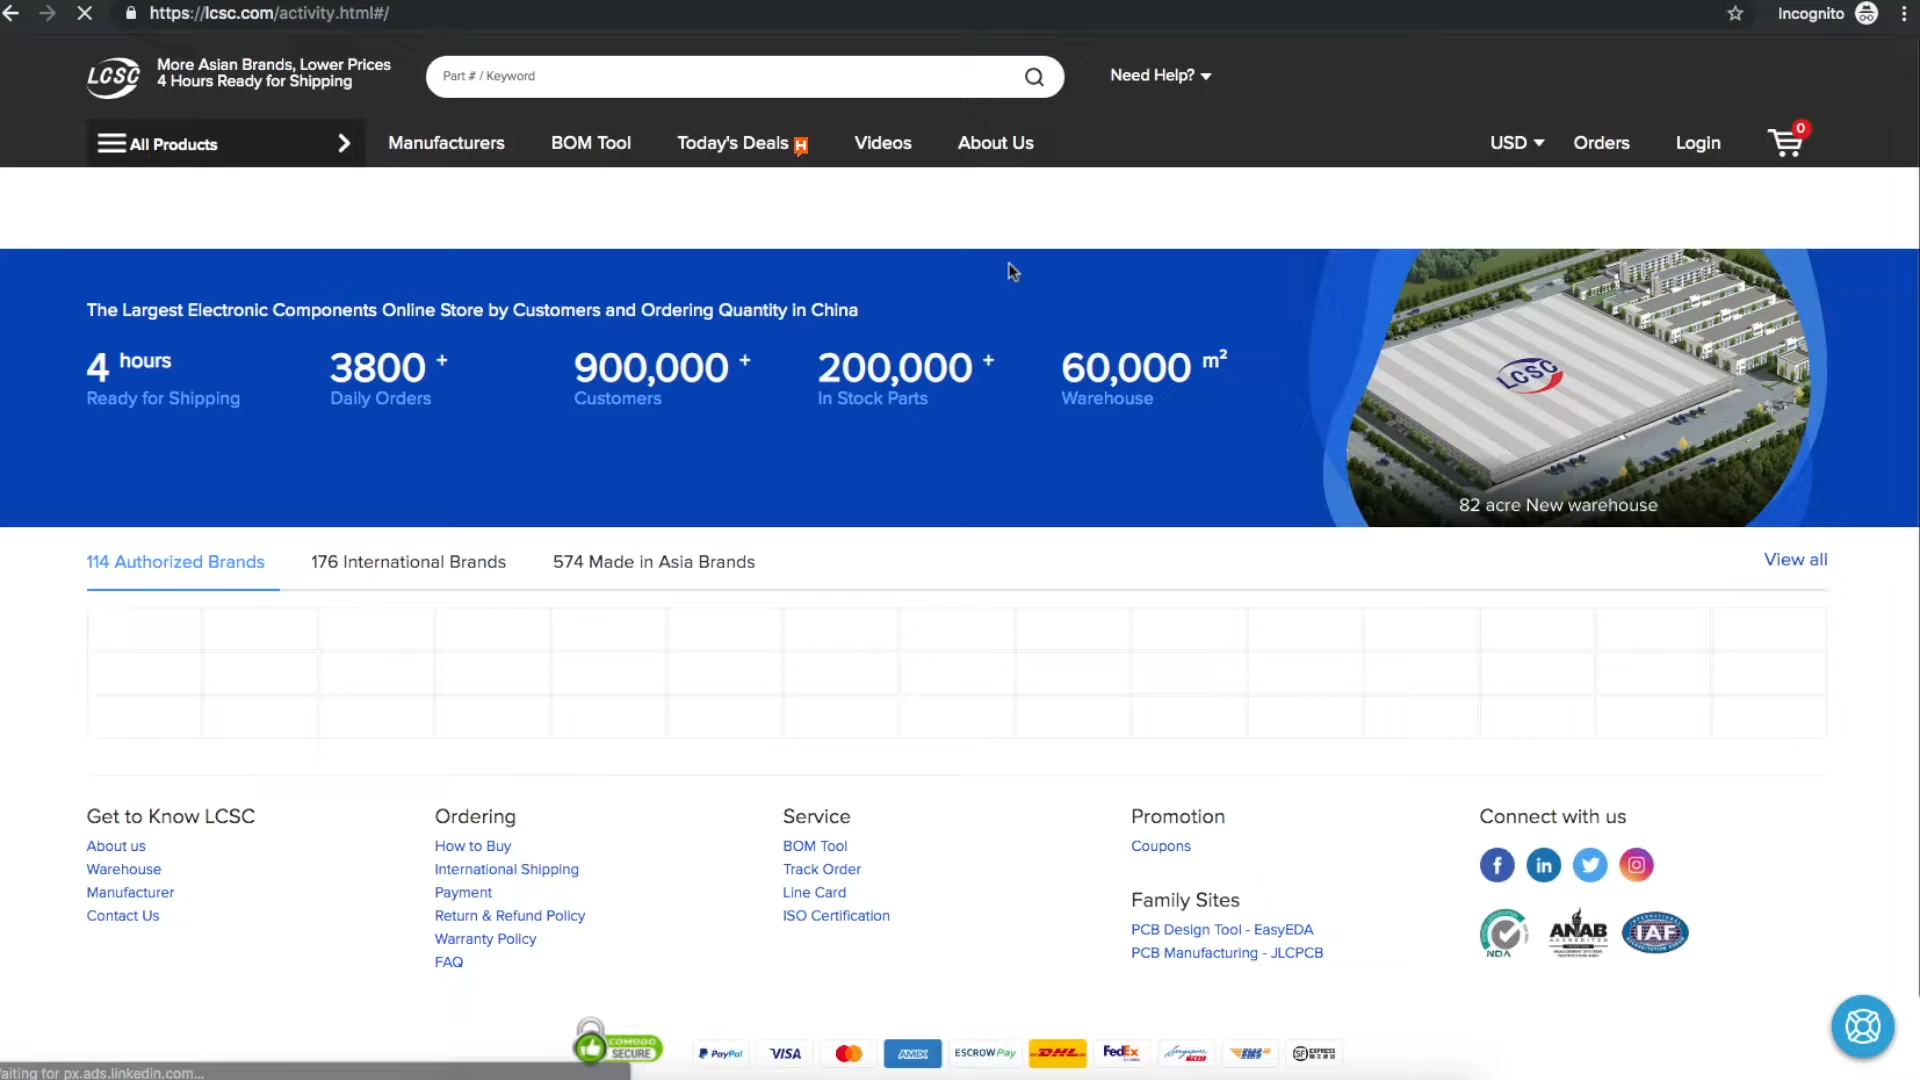 https://lcsc.com/activity.html#/
Incognito
LCSC
More Asian Brands, Lower Prices
4 Hours Ready for Shipping
Part # / Keyword
Need Help?
All Products
Manufacturers
BOM Tool
Today's Deals H
Videos
About Us
USD
Orders
Login
0
The Largest Electronic Components Online Store by Customers and Ordering Quantity in China
4 hours
Ready for Shipping
3800 +
Daily Orders
900,000 +
Customers
200,000 +
In Stock Parts
60,000 m²
Warehouse
LCSC
82 acre New warehouse
114 Authorized Brands
176 International Brands
574 Made in Asia Brands
View all
Get to Know LCSC
About us
Warehouse
Manufacturer
Contact Us
Ordering
How to Buy
International Shipping
Payment
Return & Refund Policy
Warranty Policy
FAQ
Service
BOM Tool
Track Order
Line Card
ISO Certification
Promotion
Coupons
Family Sites
PCB Design Tool - EasyEDA
PCB Manufacturing - JLCPCB
Connect with us
NQA
ANAB
ACCREDITED
IAF
COMODO
SECURE
PayPal
VISA
AMEX
ESCROW Pay
DHL
FedEx
SF EXPRESS
aiting for px.ads.linkedin.com...